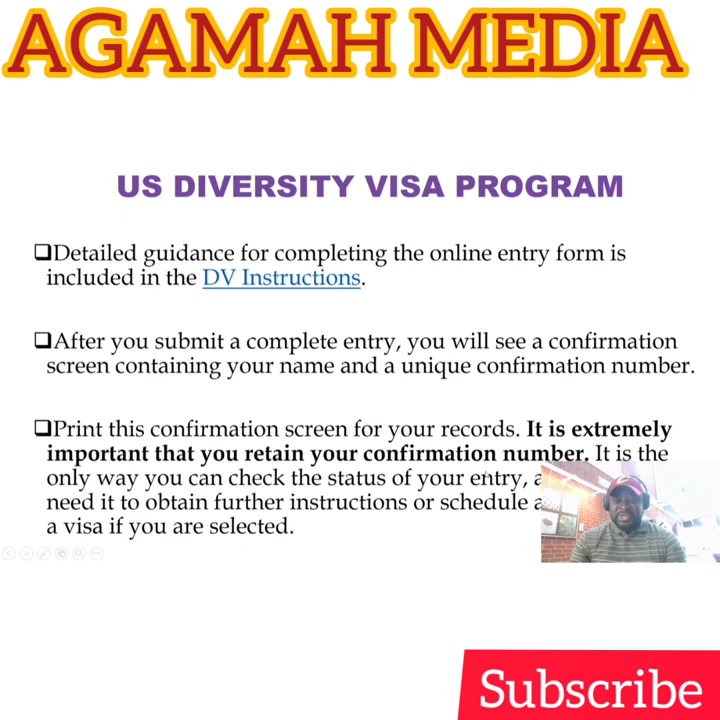 AGAMAH MEDIA
US DIVERSITY VISA PROGRAM
❑Detailed guidance for completing the online entry form is
included in the DV Instructions.
❑After you submit a complete entry, you will see a confirmation
screen containing your name and a unique confirmation number.
❑Print this confirmation screen for your records. It is extremely
important that you retain your confirmation number. It is the
only way you can check the status of your entry,
need it to obtain further instructions or schedule
a visa if you are selected.
Subscribe